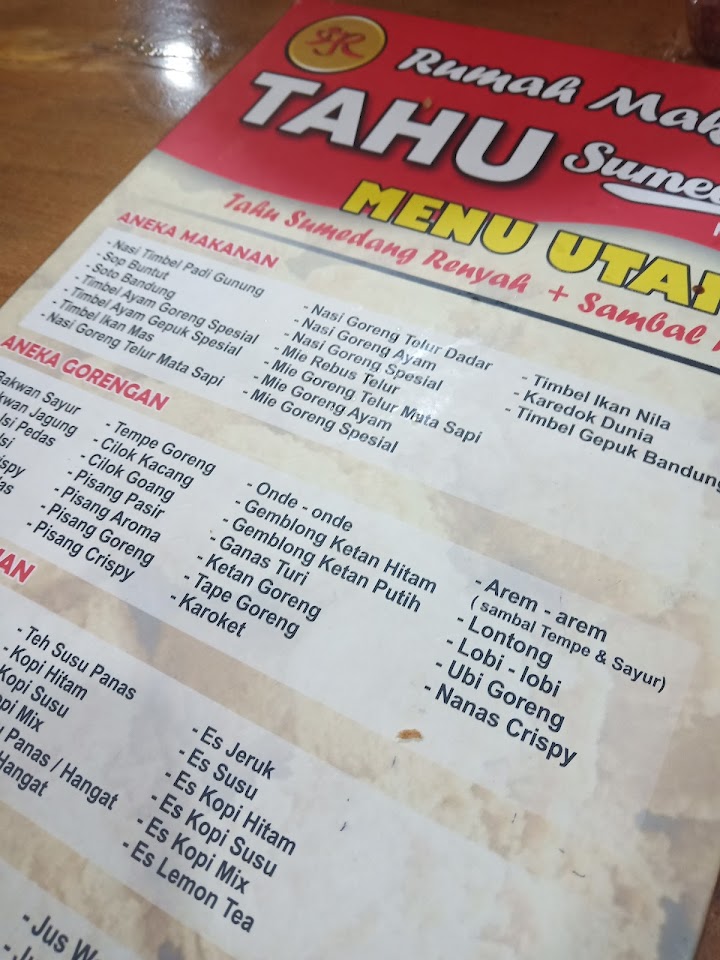 SR
Rumah
TAHU
MENU
Tahu Sumedang Renyah + Sambal
ANEKA MAKANAN
- Nasi Timbel Padi Gunung
- Sop Buntut
- Soto Bandung
- Timbel Ayam Goreng Spesial
- Timbel Ayam Gepuk Spesial
- Timbel Ikan Mas
- Nasi Goreng Telur Mata Sapi
- Nasi Goreng Telur Dadar
- Nasi Goreng Ayam
- Nasi Goreng Spesial
- Mie Rebus Telur
- Mie Goreng Telur Mata Sapi
- Mie Goreng Ayam
- Mie Goreng Spesial
- Timbel Ikan Nila
- Karedok Dunia
- Timbel Gepuk Bandung
ANEKA GORENGAN
Bakwan Sayur
Jagung
Isi Pedas
Isi
- Tempe Goreng
- Cilok Kacang
- Cilok Goang
- Pisang Pasir
- Pisang Aroma
- Pisang Goreng
- Pisang Crispy
- Onde - onde
- Gemblong Ketan Hitam
- Gemblong Ketan Putih
- Ganas Turi
- Ketan Goreng
- Tape Goreng
- Karoket
- Arem - arem
( sambal Tempe & Sayur)
- Lontong
- Lobi - lobi
- Ubi Goreng
- Nanas Crispy
- Teh Susu Panas
- Kopi Hitam
Kopi Susu
Mix
Panas / Hangat
Hangat
- Es Jeruk
- Es Susu
- Es Kopi Hitam
- Es Kopi Susu
- Es Kopi Mix
- Es Lemon Tea
- Jus